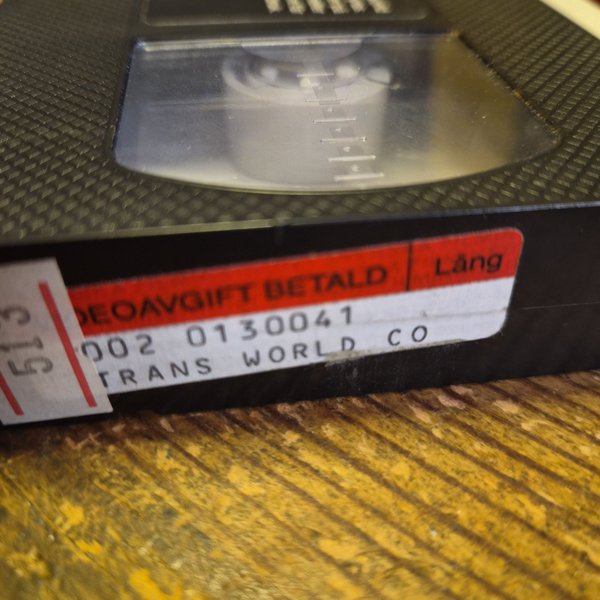 DEOAVGIFT BETALD Lång
002 0130041
TRANS WORLD CO
513